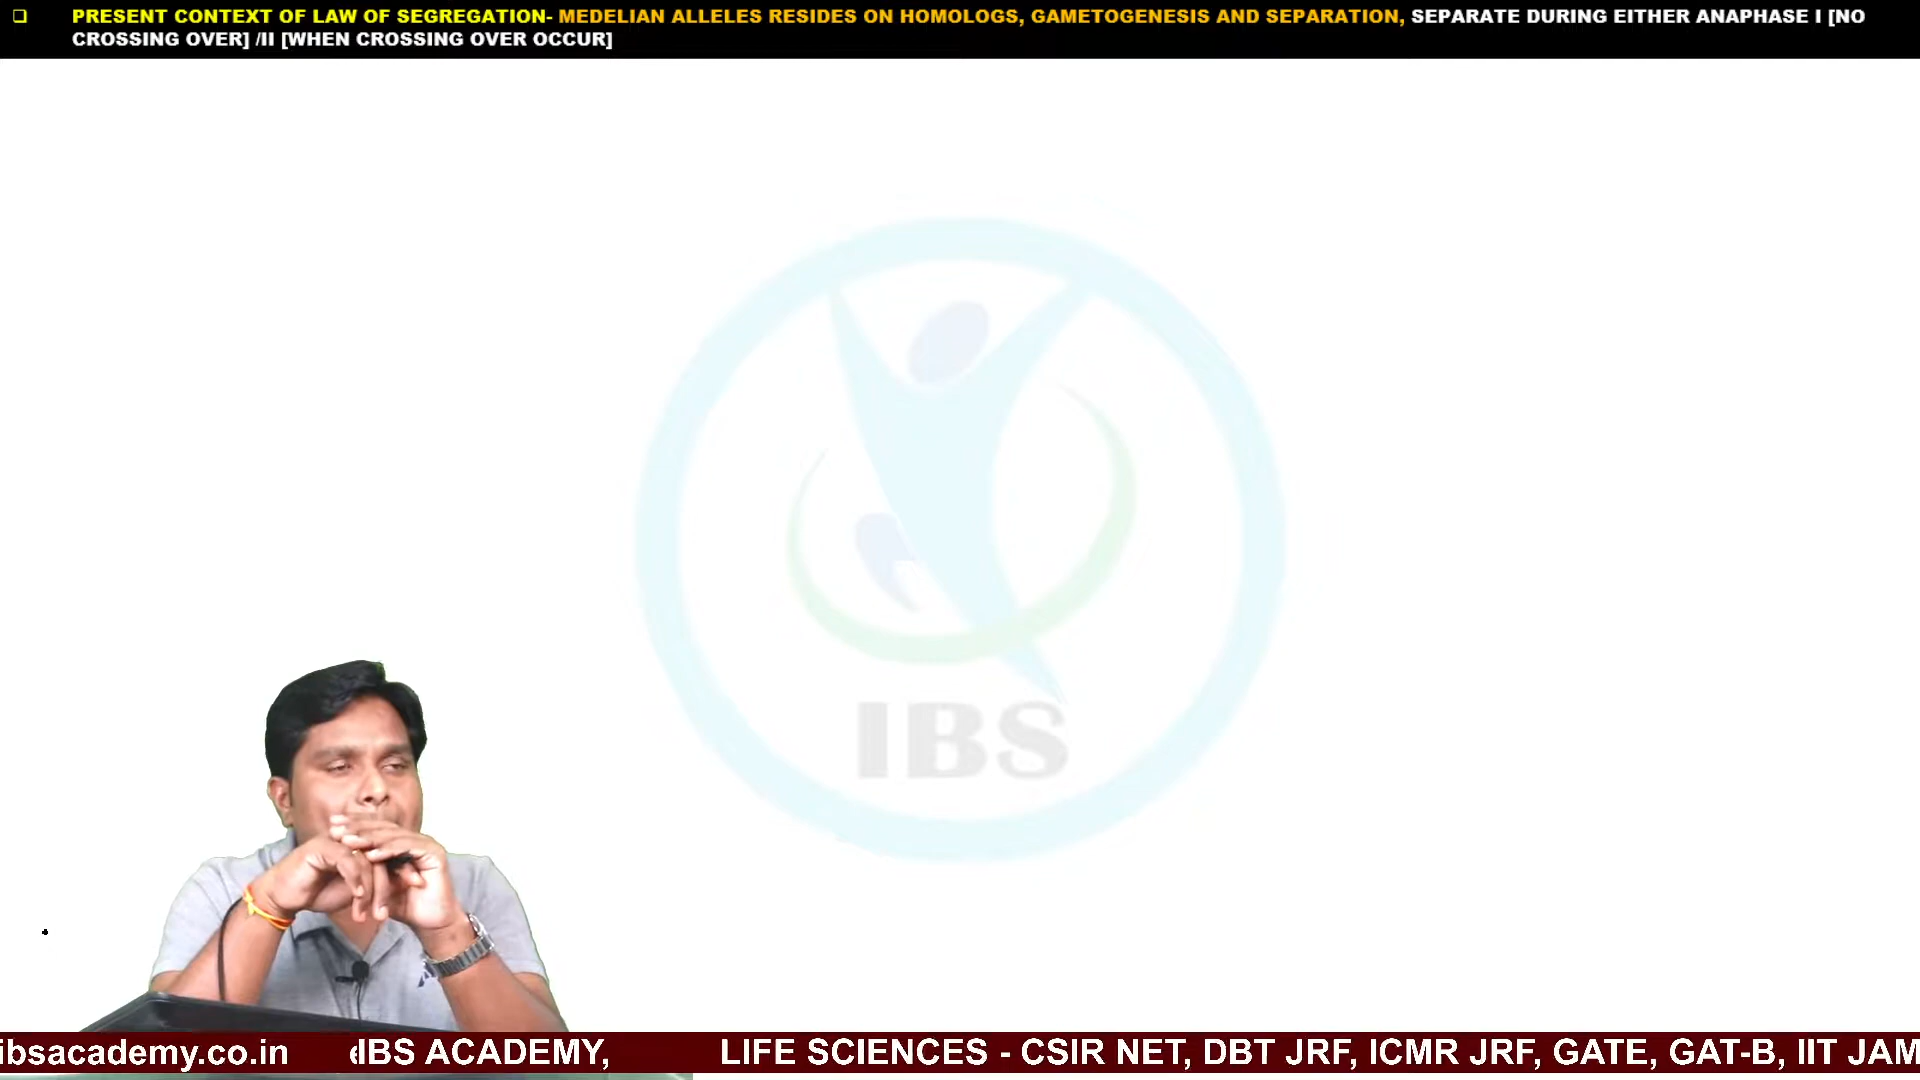 ❑ PRESENT CONTEXT OF LAW OF SEGREGATION- MEDELIAN ALLELES RESIDES ON HOMOLOGS, GAMETOGENESIS AND SEPARATION, SEPARATE DURING EITHER ANAPHASE I [NO
CROSSING OVER] /II [WHEN CROSSING OVER OCCUR]
IBS
ibsacademy.co.in eIBS ACADEMY, LIFE SCIENCES - CSIR NET, DBT JRF, ICMR JRF, GATE, GAT-B, IIT JAM